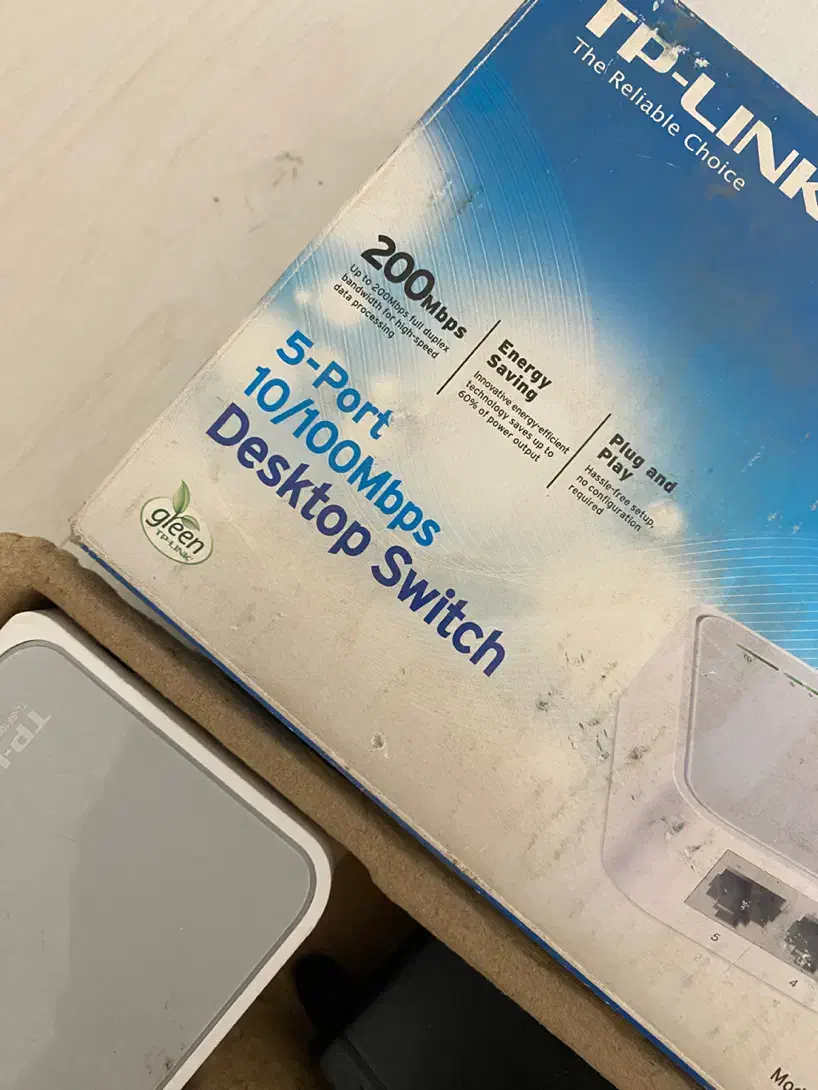 TP-LINK
The Reliable Choice
200Mbps
Up to 200Mbps full duplex
bandwidth for high-speed
data processing
Energy
Saving
Innovative energy-efficient
technology saves up to
60% of power output
Plug and
Play
Hassle-free setup,
no configuration
required
5-Port
10/100Mbps
Desktop Switch
green
TP-LINK
5
4
TP-L